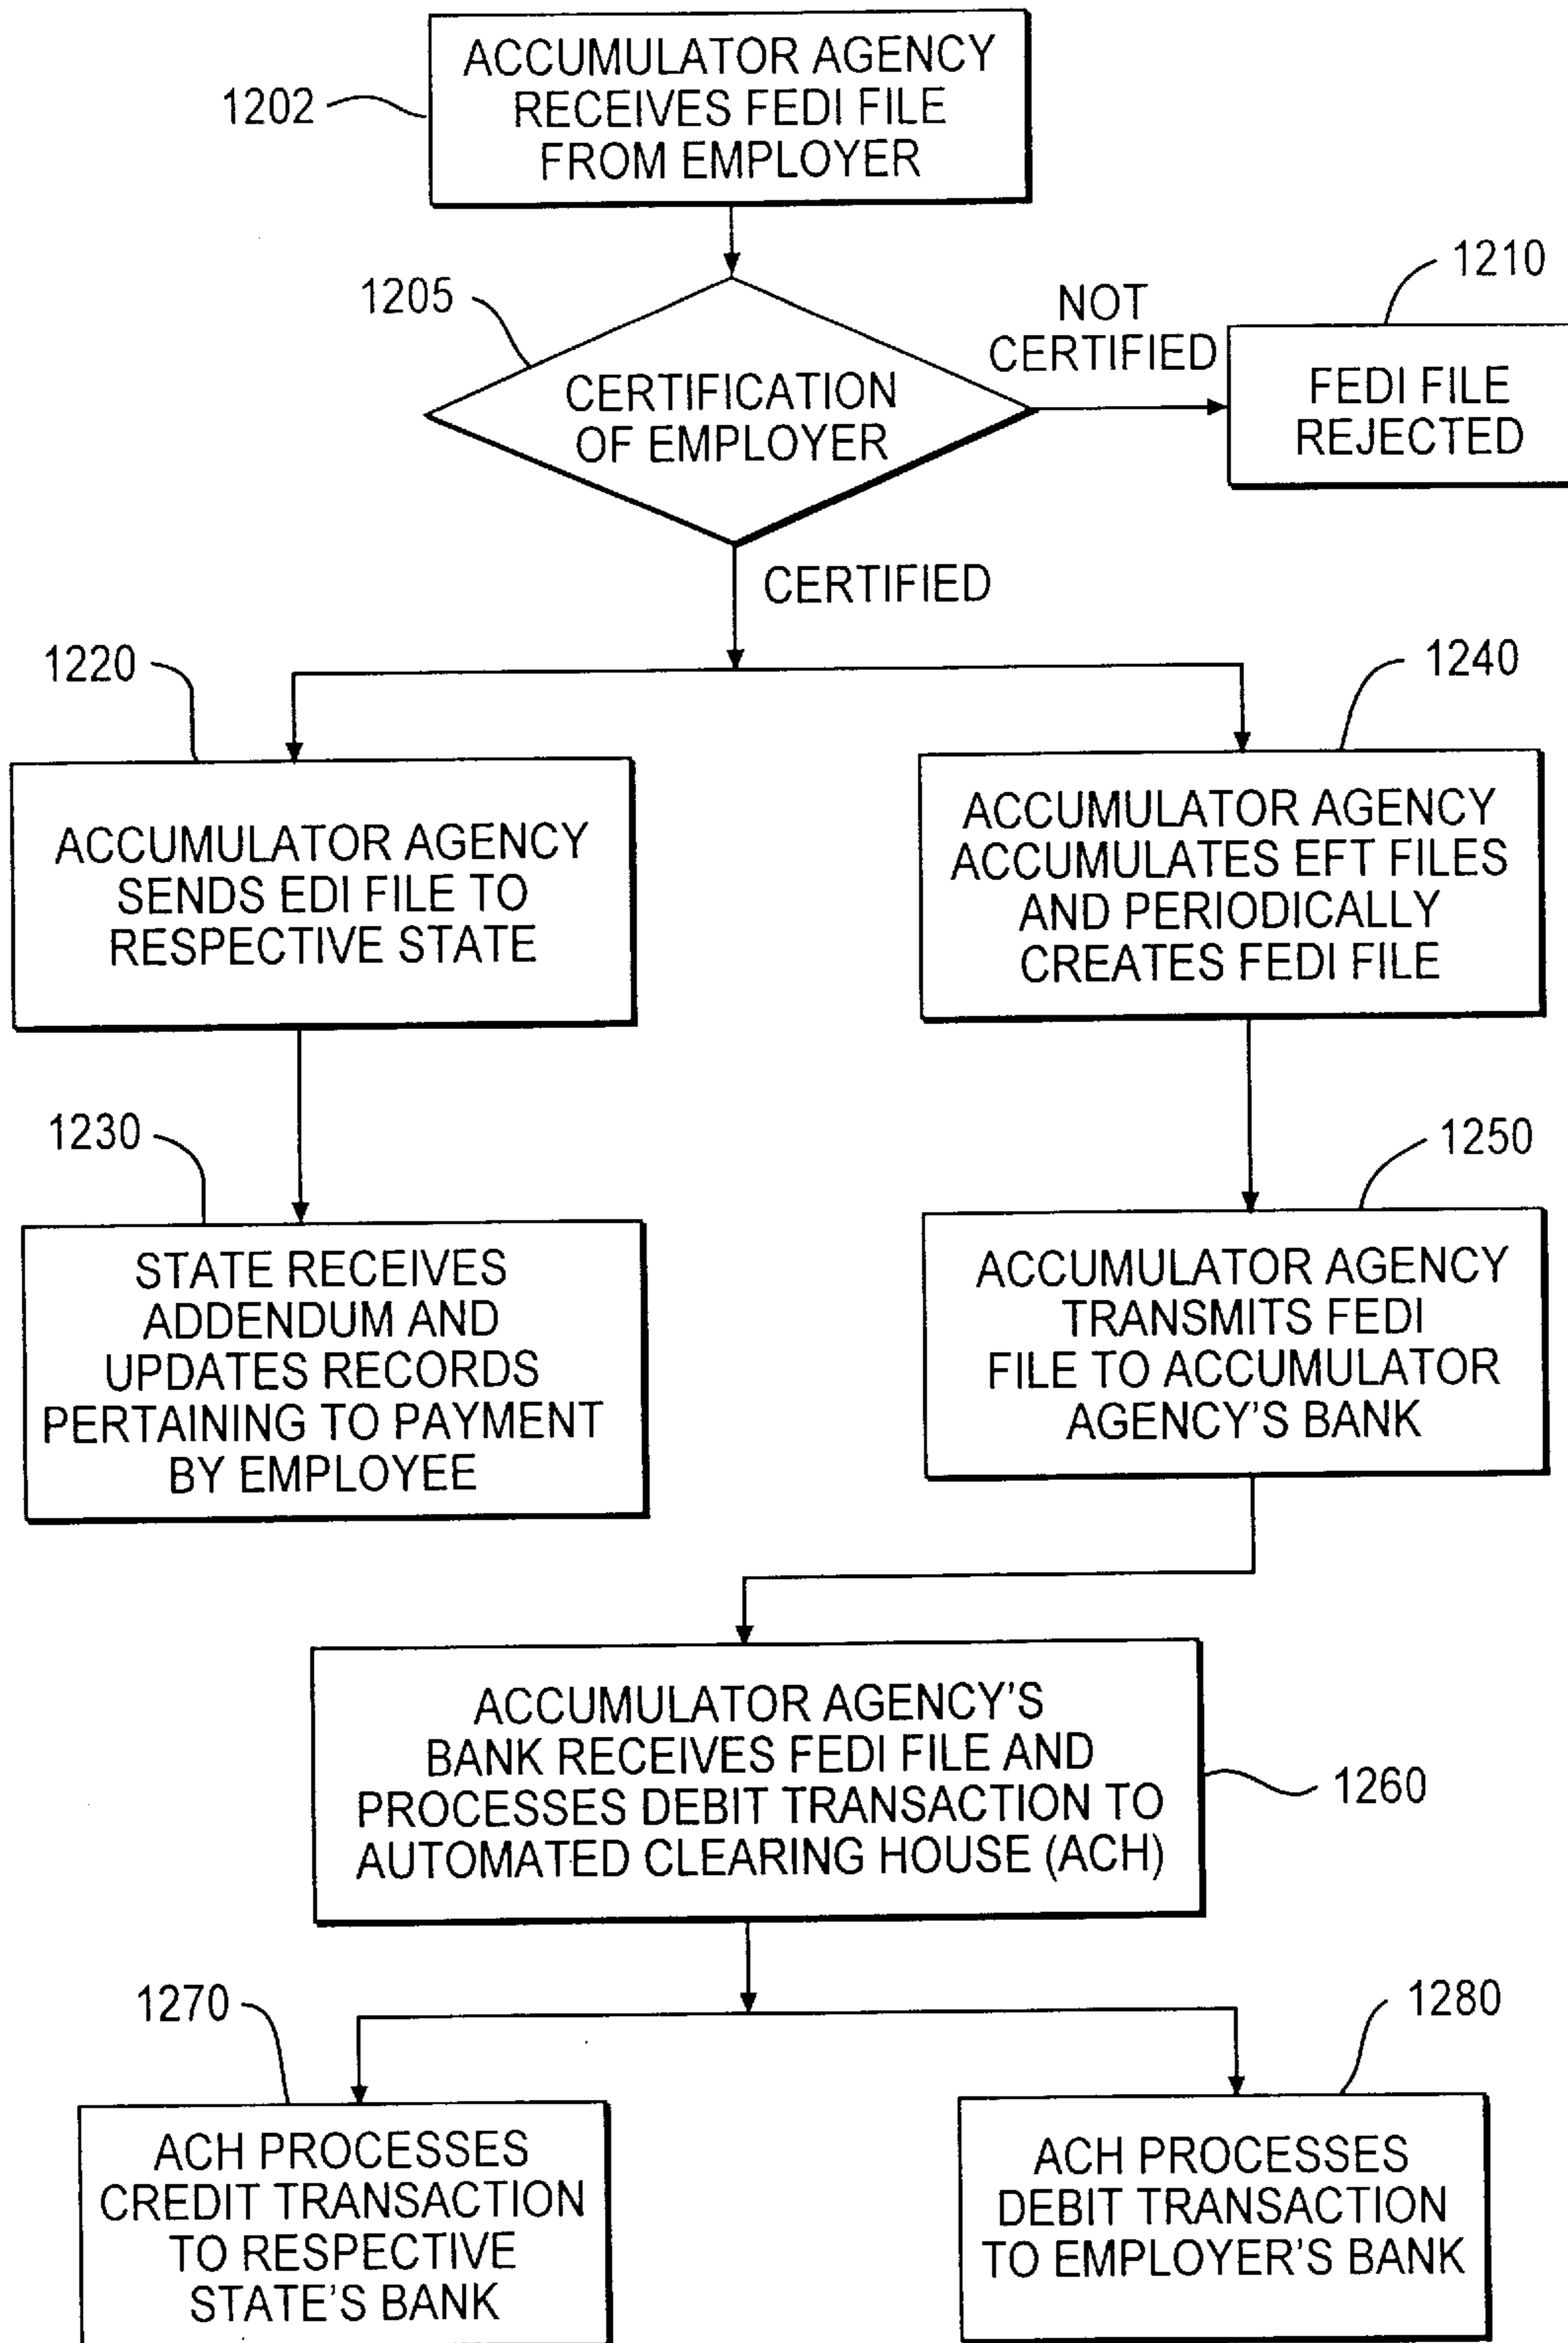 ACCUMULATOR AGENCY
RECEIVES FEDI FILE
FROM EMPLOYER
1202
1205
CERTIFICATION
OF EMPLOYER
NOT
CERTIFIED
1210
FEDI FILE
REJECTED
CERTIFIED
1220
ACCUMULATOR AGENCY
SENDS EDI FILE TO
RESPECTIVE STATE
1240
ACCUMULATOR AGENCY
ACCUMULATES EFT FILES
AND PERIODICALLY
CREATES FEDI FILE
1230
STATE RECEIVES
ADDENDUM AND
UPDATES RECORDS
PERTAINING TO PAYMENT
BY EMPLOYEE
1250
ACCUMULATOR AGENCY
TRANSMITS FEDI
FILE TO ACCUMULATOR
AGENCY'S BANK
ACCUMULATOR AGENCY'S
BANK RECEIVES FEDI FILE AND
PROCESSES DEBIT TRANSACTION TO
AUTOMATED CLEARING HOUSE (ACH)
1260
1270
ACH PROCESSES
CREDIT TRANSACTION
TO RESPECTIVE
STATE'S BANK
1280
ACH PROCESSES
DEBIT TRANSACTION
TO EMPLOYER'S BANK